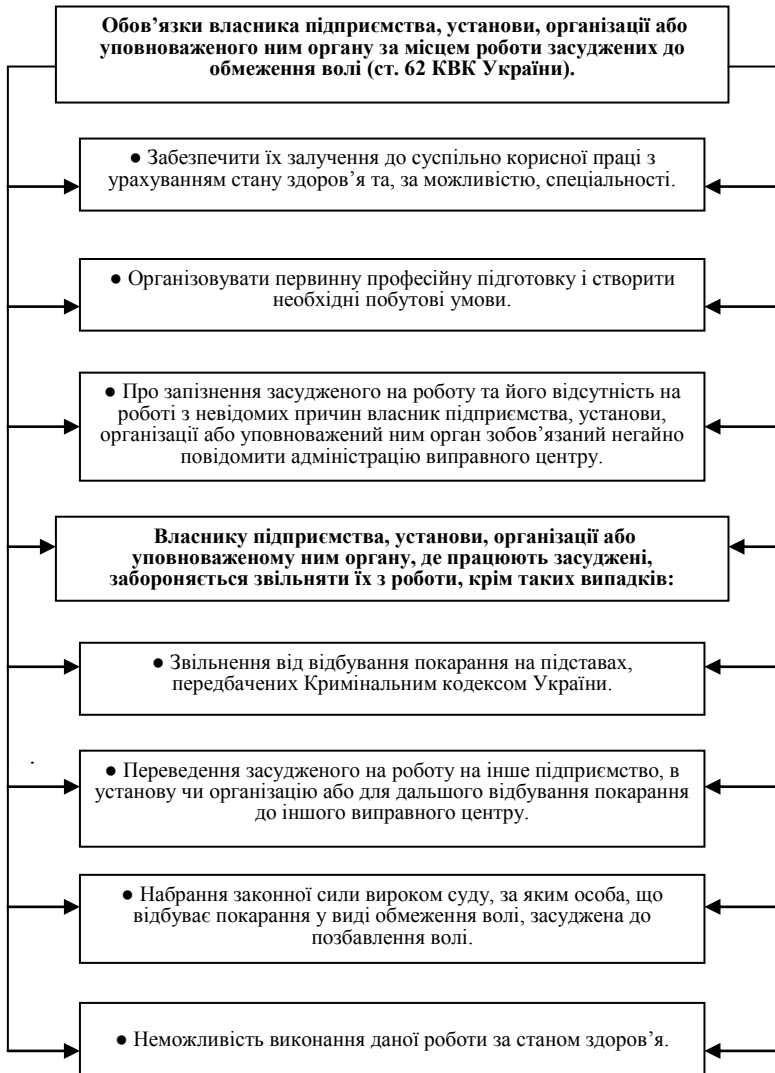 Обов’язки власника підприємства, установи, організації або
уповноваженого ним органу за місцем роботи засуджених до
обмеження волі (ст. 62 КВК України).
● Забезпечити їх залучення до суспільно корисної праці з
урахуванням стану здоров’я та, за можливістю, спеціальності.
● Організовувати первинну професійну підготовку і створити
необхідні побутові умови.
● Про запізнення засудженого на роботу та його відсутність на
роботі з невідомих причин власник підприємства, установи,
організації або уповноважений ним орган зобов’язаний негайно
повідомити адміністрацію виправного центру.
Власнику підприємства, установи, організації або
уповноваженому ним органу, де працюють засуджені,
забороняється звільняти їх з роботи, крім таких випадків:
● Звільнення від відбування покарання на підставах,
передбачених Кримінальним кодексом України.
● Переведення засудженого на роботу на інше підприємство, в
установу чи організацію або для дальшого відбування покарання
до іншого виправного центру.
● Набрання законної сили вироком суду, за яким особа, що
відбуває покарання у виді обмеження волі, засуджена до
позбавлення волі.
● Неможливість виконання даної роботи за станом здоров’я.